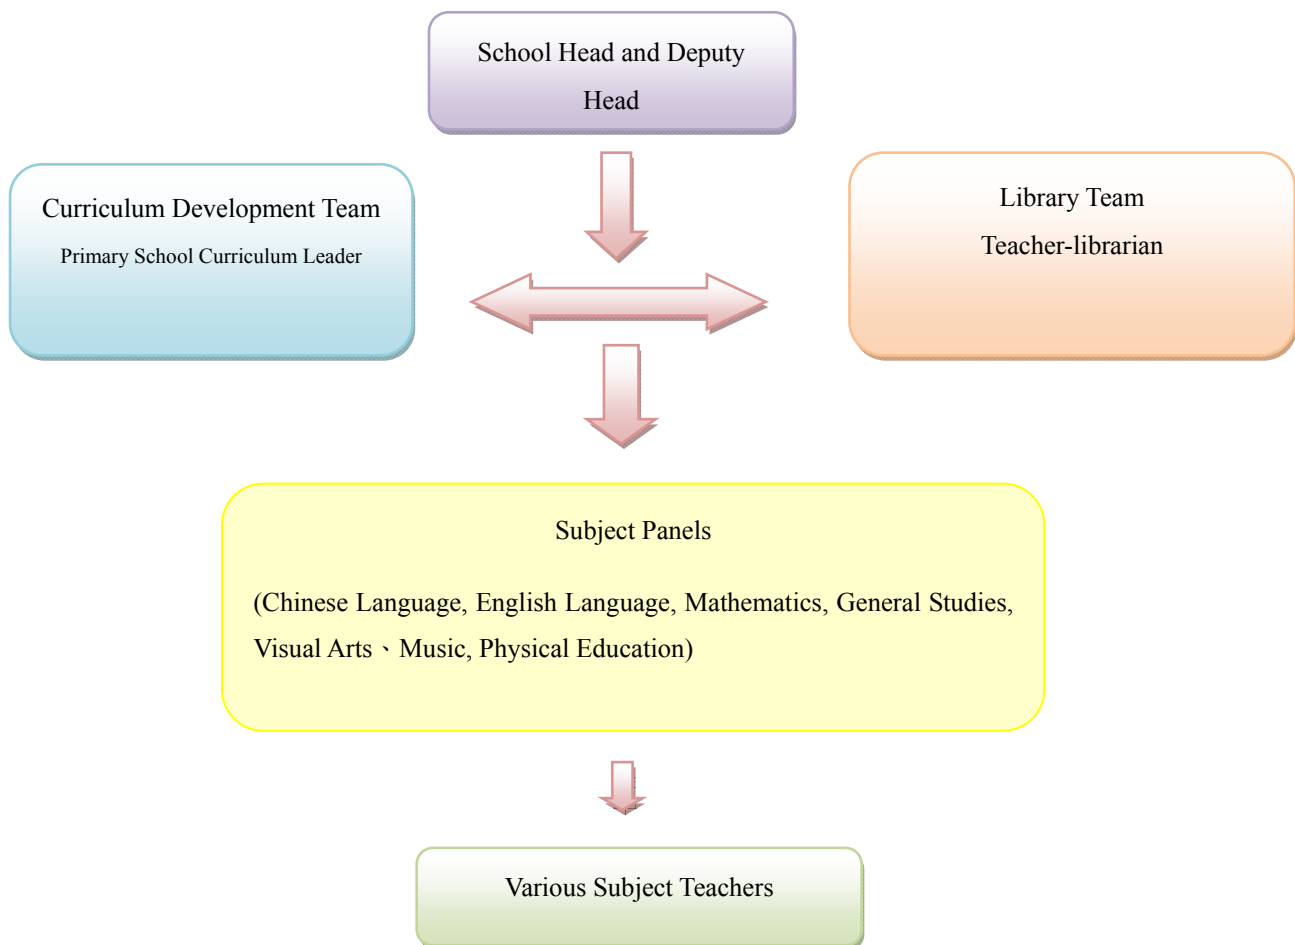 School Head and Deputy
Head
Curriculum Development Team
Primary School Curriculum Leader
Library Team
Teacher-librarian
Subject Panels
(Chinese Language, English Language, Mathematics, General Studies,
Visual Arts、Music, Physical Education)
Various Subject Teachers